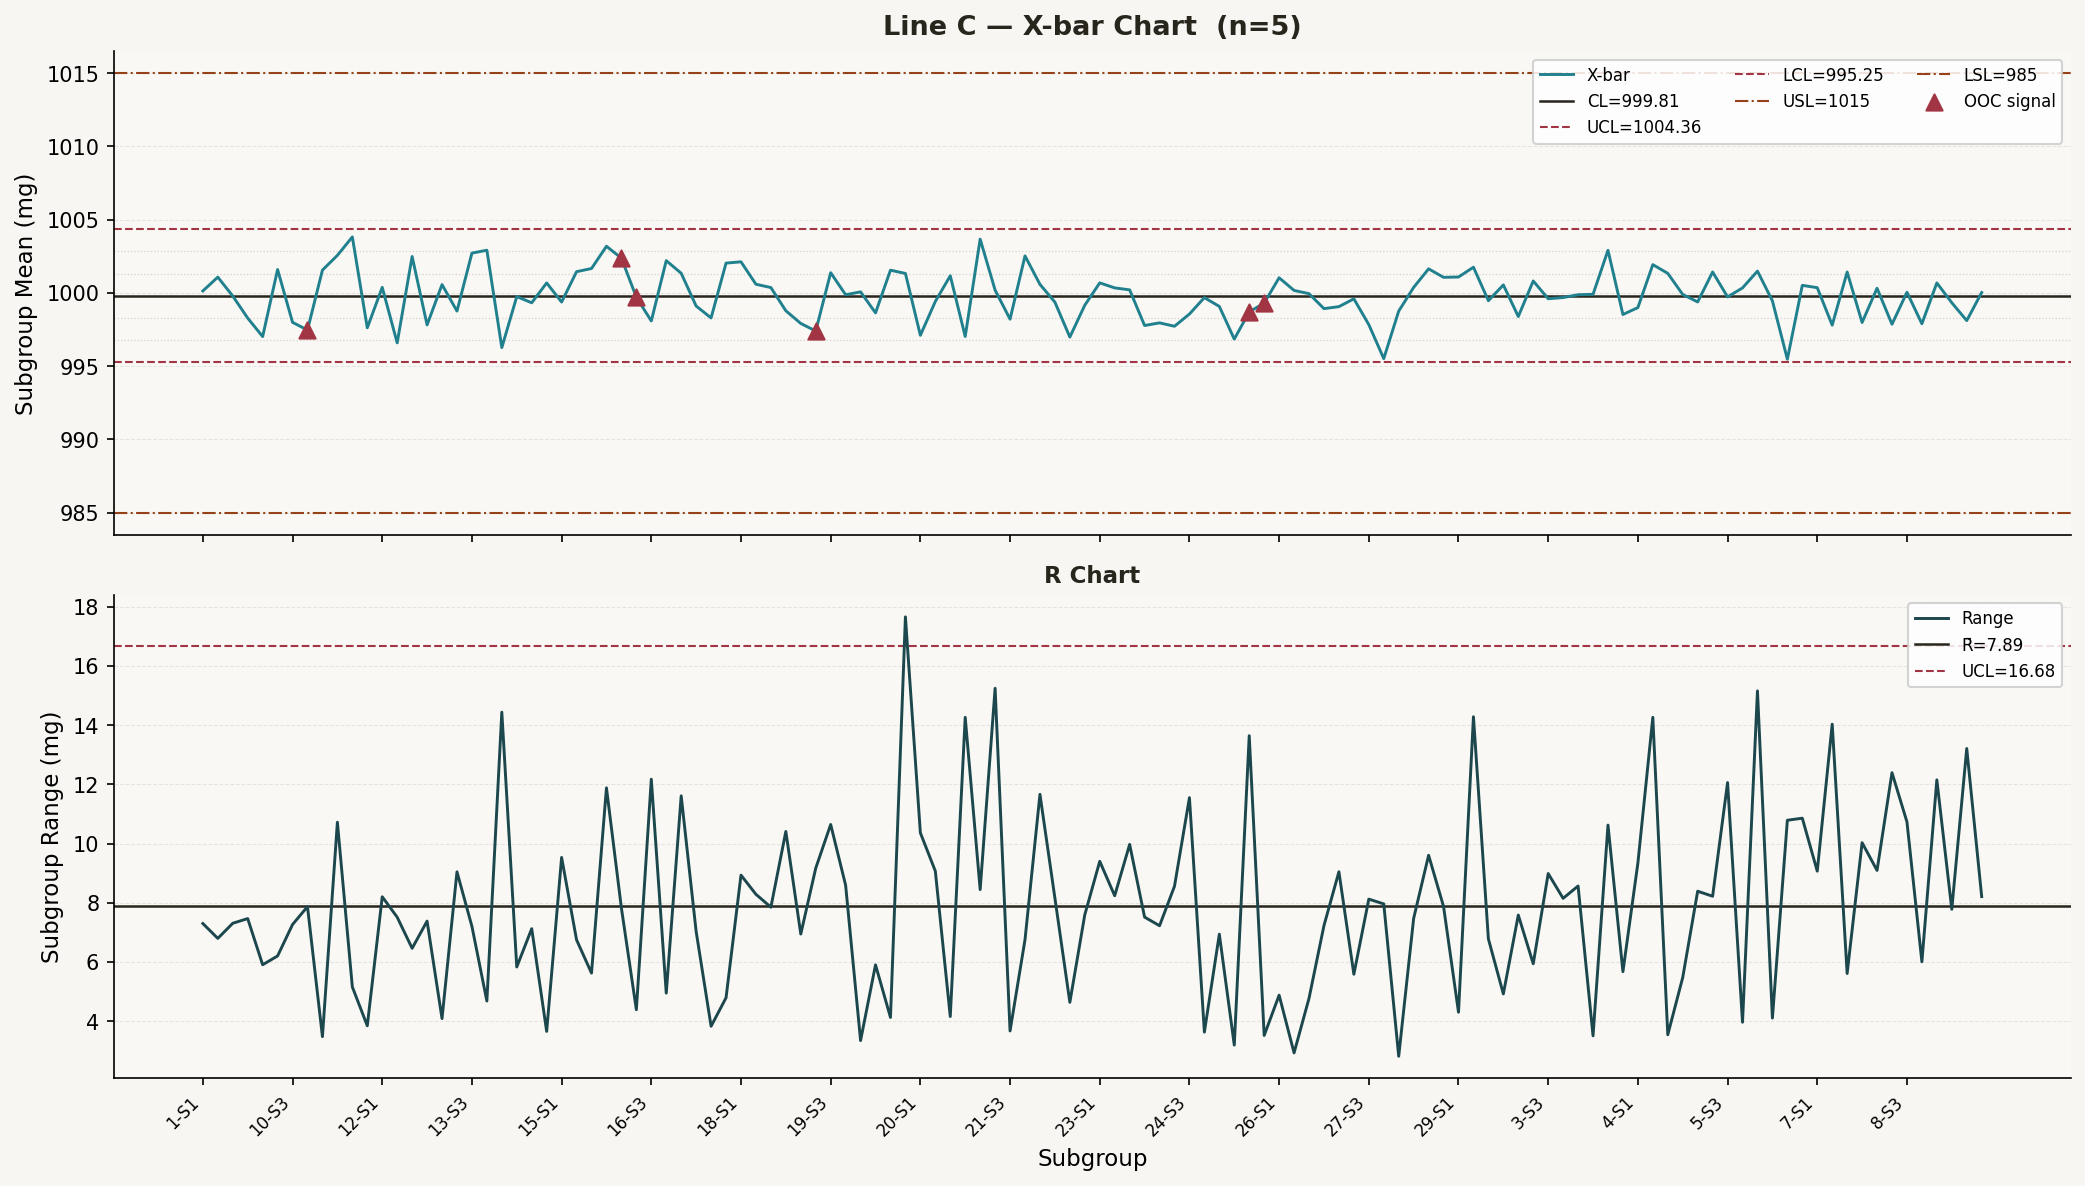 Line C — X-bar Chart  (n=5)
Subgroup Mean (mg)
1015
1010
1005
1000
995
990
985
X-bar
CL=999.81
UCL=1004.36
LCL=995.25
USL=1015
LSL=985
OOC signal
R Chart
Subgroup Range (mg)
18
16
14
12
10
8
6
4
Range
R̄=7.89
UCL=16.68
1-S1
10-S3
12-S1
13-S3
15-S1
16-S3
18-S1
19-S3
20-S1
21-S3
23-S1
24-S3
26-S1
27-S3
29-S1
3-S3
4-S1
5-S3
7-S1
8-S3
Subgroup